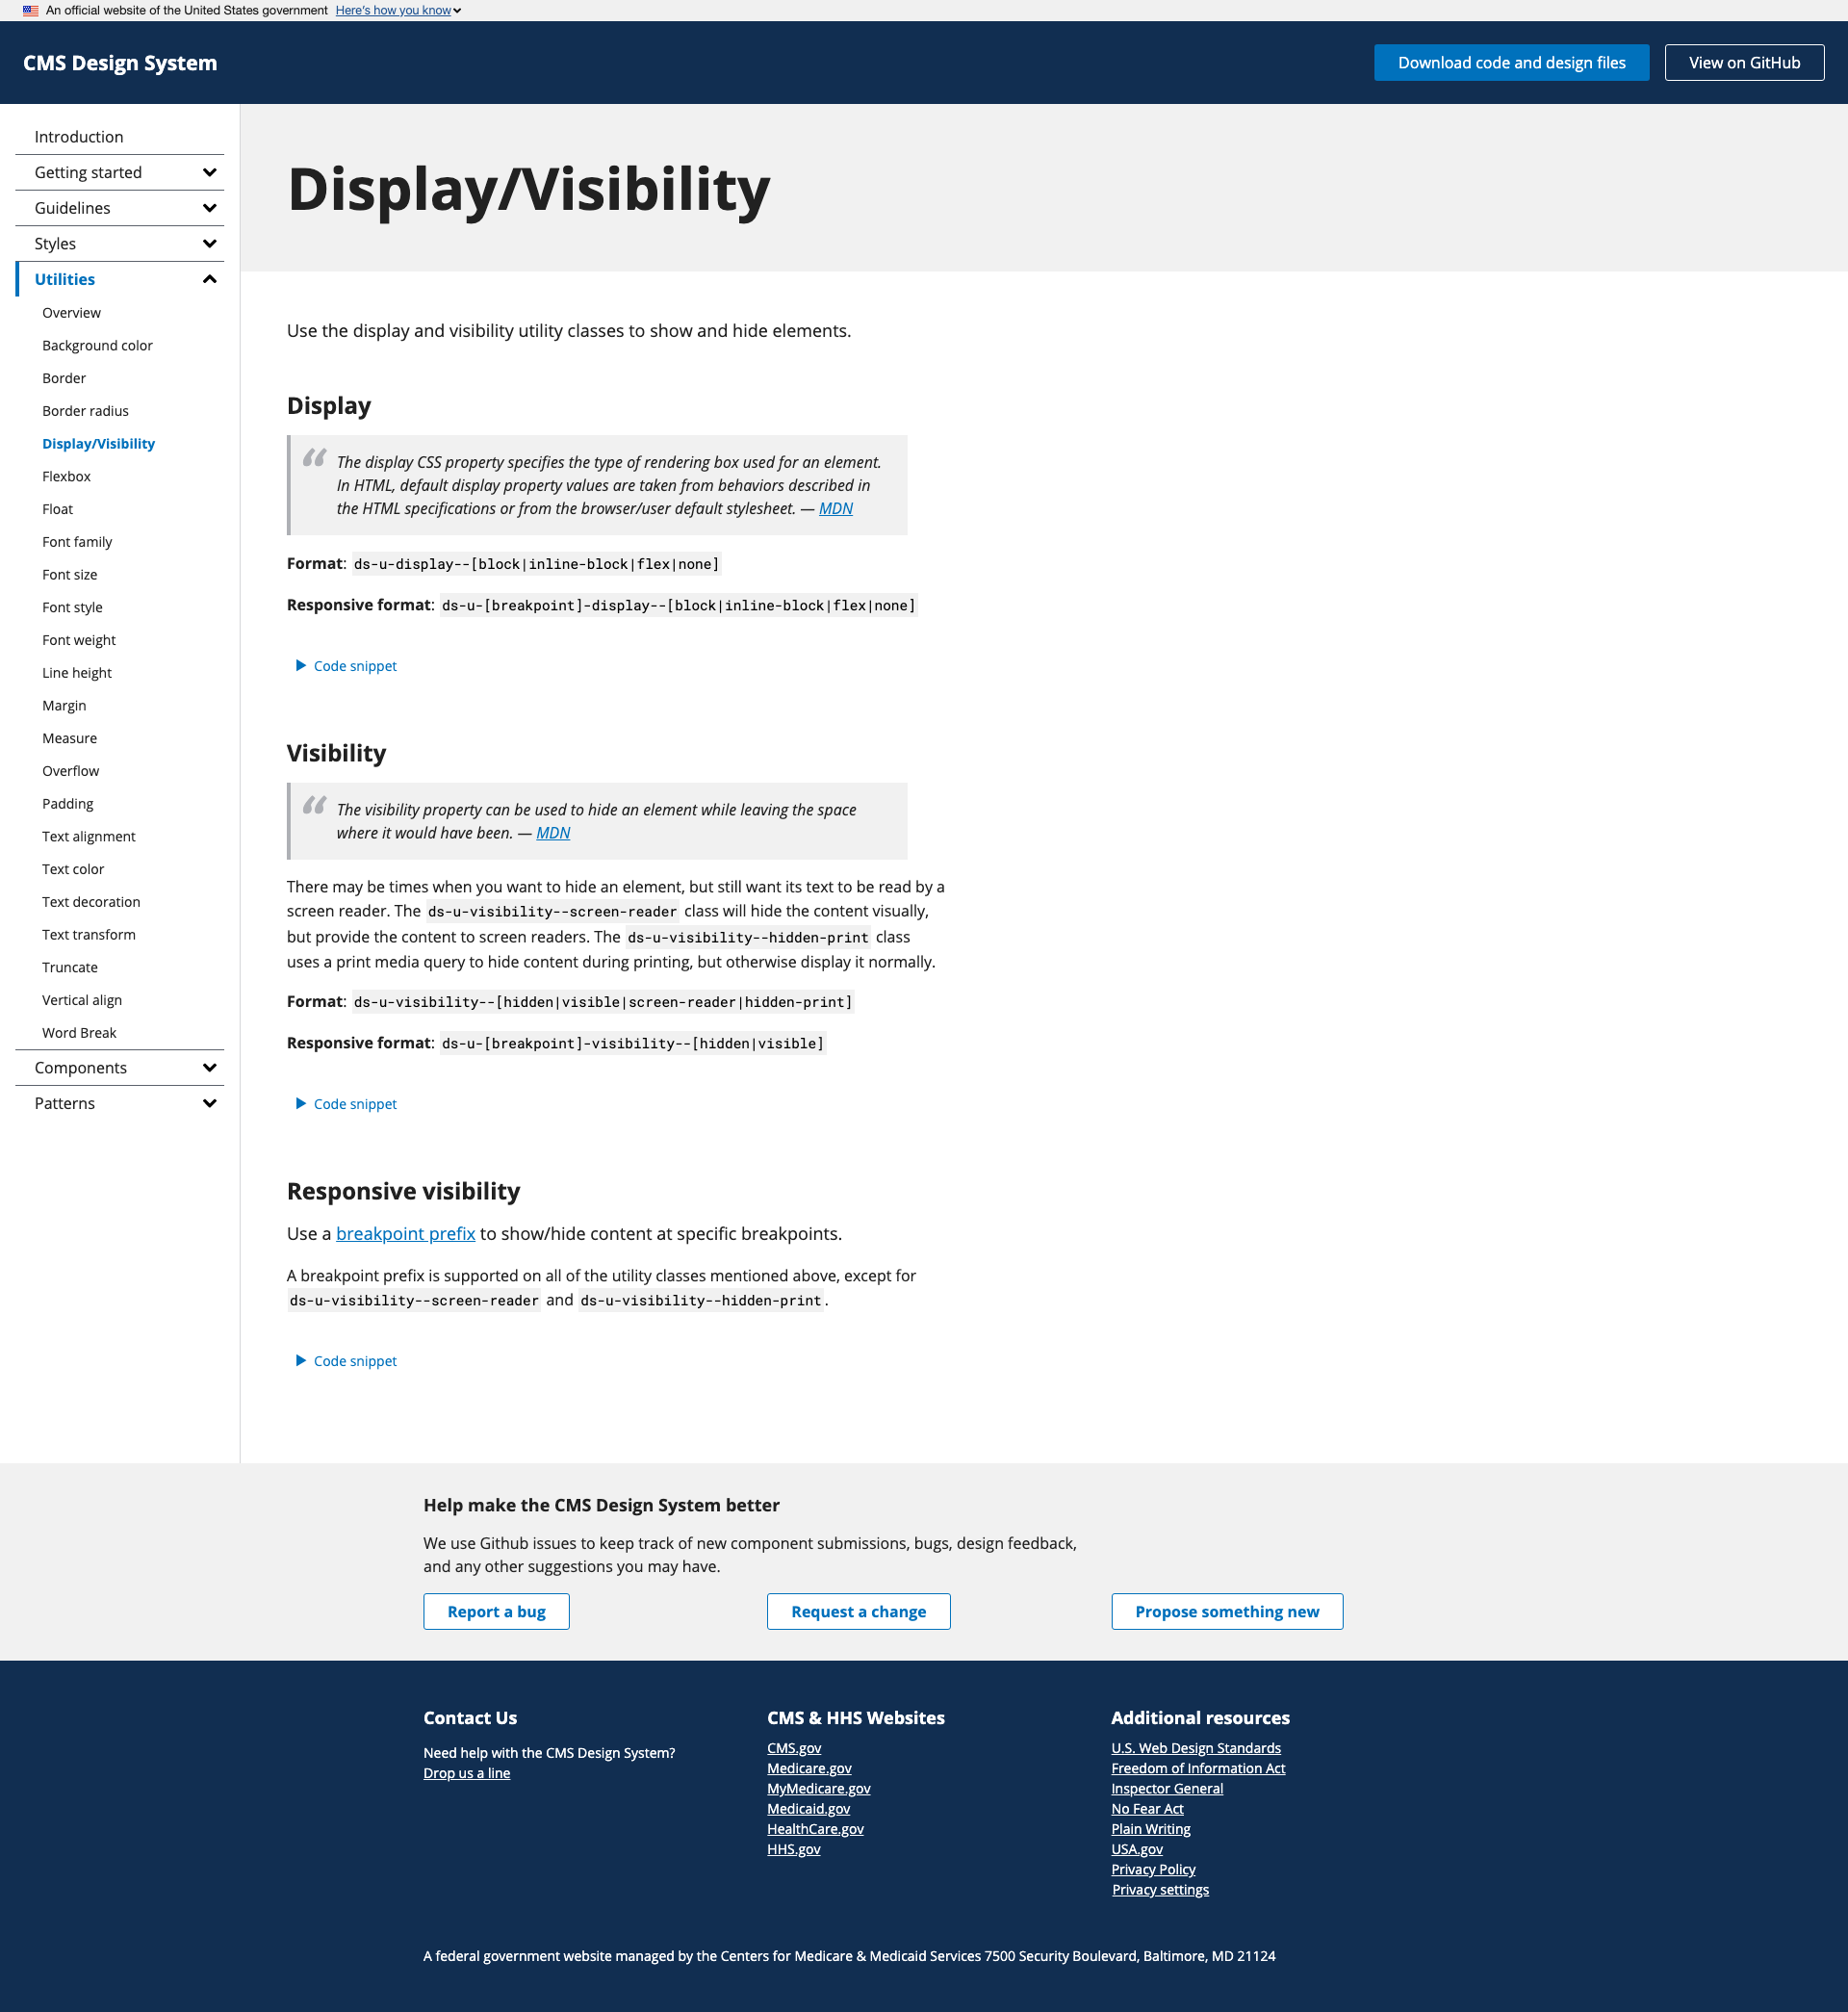 An official website of the United States government Here's how you know
CMS Design System
Download code and design files
View on GitHub
Introduction
Getting started
Guidelines
Styles
Utilities
Overview
Background color
Border
Border radius
Display/Visibility
Flexbox
Float
Font family
Font size
Font style
Font weight
Line height
Margin
Measure
Overflow
Padding
Text alignment
Text color
Text decoration
Text transform
Truncate
Vertical align
Word Break
Components
Patterns
Display/Visibility
Use the display and visibility utility classes to show and hide elements.
Display
“ The display CSS property specifies the type of rendering box used for an element.
In HTML, default display property values are taken from behaviors described in
the HTML specifications or from the browser/user default stylesheet. — MDN
Format: ds-u-display--[block|inline-block|flex|none]
Responsive format: ds-u-[breakpoint]-display--[block|inline-block|flex|none]
Code snippet
Visibility
“ The visibility property can be used to hide an element while leaving the space
where it would have been. — MDN
There may be times when you want to hide an element, but still want its text to be read by a
screen reader. The ds-u-visibility--screen-reader class will hide the content visually,
but provide the content to screen readers. The ds-u-visibility--hidden-print class
uses a print media query to hide content during printing, but otherwise display it normally.
Format: ds-u-visibility--[hidden|visible|screen-reader|hidden-print]
Responsive format: ds-u-[breakpoint]-visibility--[hidden|visible]
Code snippet
Responsive visibility
Use a breakpoint prefix to show/hide content at specific breakpoints.
A breakpoint prefix is supported on all of the utility classes mentioned above, except for
ds-u-visibility--screen-reader and ds-u-visibility--hidden-print.
Code snippet
Help make the CMS Design System better
We use Github issues to keep track of new component submissions, bugs, design feedback,
and any other suggestions you may have.
Report a bug
Request a change
Propose something new
Contact Us
Need help with the CMS Design System?
Drop us a line
CMS & HHS Websites
CMS.gov
Medicare.gov
MyMedicare.gov
Medicaid.gov
HealthCare.gov
HHS.gov
Additional resources
U.S. Web Design Standards
Freedom of Information Act
Inspector General
No Fear Act
Plain Writing
USA.gov
Privacy Policy
Privacy settings
A federal government website managed by the Centers for Medicare & Medicaid Services 7500 Security Boulevard, Baltimore, MD 21124